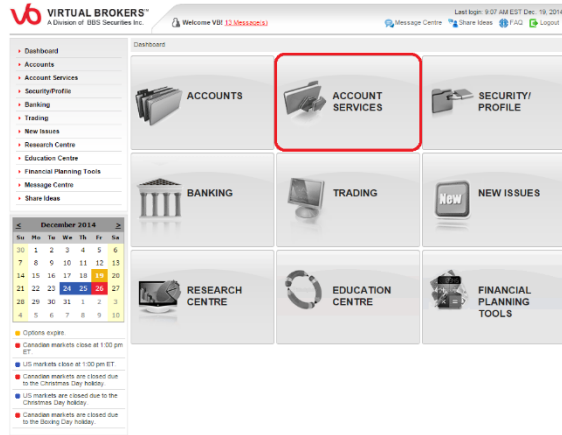 VIRTUAL BROKERS™
A Division of BBS Securities Inc.
Welcome VB! 13 Message(s)
Last login: 9:07 AM EST Dec. 19, 2014
Message Centre Share Ideas FAQ Logout
Dashboard
Accounts
Account Services
Security/Profile
Banking
Trading
New Issues
Research Centre
Education Centre
Financial Planning Tools
Message Centre
Share Ideas
< December 2014 >
Su Mo Tu We Th Fr Sa
30 1 2 3 4 5 6
7 8 9 10 11 12 13
14 15 16 17 18 19 20
21 22 23 24 25 26 27
28 29 30 31 1 2 3
4 5 6 7 8 9 10
Options expire.
Canadian markets close at 1:00 pm
ET.
US markets close at 1:00 pm ET.
Canadian markets are closed due
to the Christmas Day holiday.
US markets are closed due to the
Christmas Day holiday.
Canadian markets are closed due
to the Boxing Day holiday.
Dashboard
ACCOUNTS
ACCOUNT
SERVICES
SECURITY/
PROFILE
BANKING
TRADING
New
NEW ISSUES
RESEARCH
CENTRE
EDUCATION
CENTRE
FINANCIAL
PLANNING
TOOLS